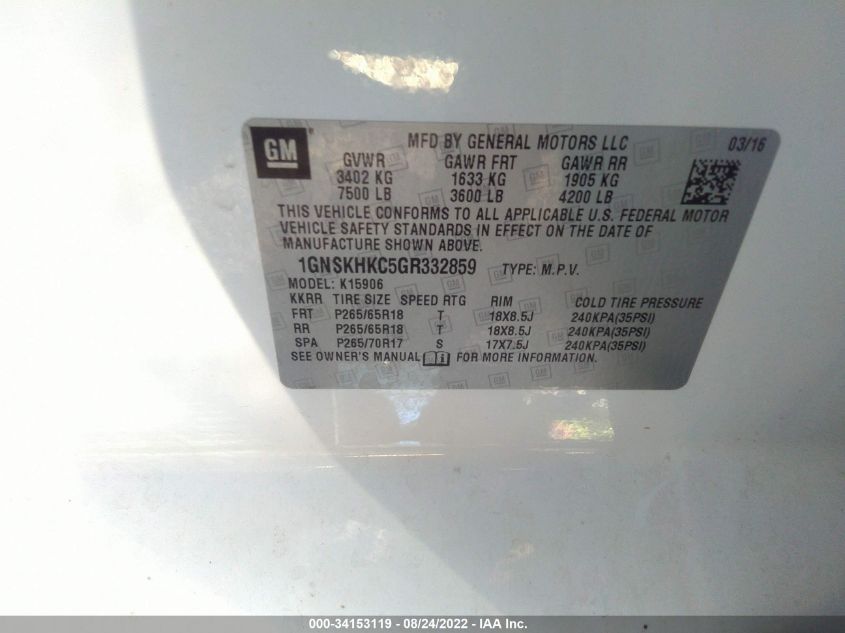 GM
MFD BY GENERAL MOTORS LLC 03/16
GVWR GAWR FRT GAWR RR
3402 KG 1633 KG 1905 KG
7500 LB 3600 LB 4200 LB
THIS VEHICLE CONFORMS TO ALL APPLICABLE U.S. FEDERAL MOTOR
VEHICLE SAFETY STANDARDS IN EFFECT ON THE DATE OF
MANUFACTURE SHOWN ABOVE.
1GNSKHKC5GR332859 TYPE: M.P.V.
MODEL: K15906
KKRR TIRE SIZE SPEED RTG RIM COLD TIRE PRESSURE
FRT P265/65R18 T 18X8.5J 240KPA(35PSI)
RR P265/65R18 T 18X8.5J 240KPA(35PSI)
SPA P265/70R17 S 17X7.5J 240KPA(35PSI)
SEE OWNER'S MANUAL i FOR MORE INFORMATION.
000-34153119 - 08/24/2022 - IAA Inc.